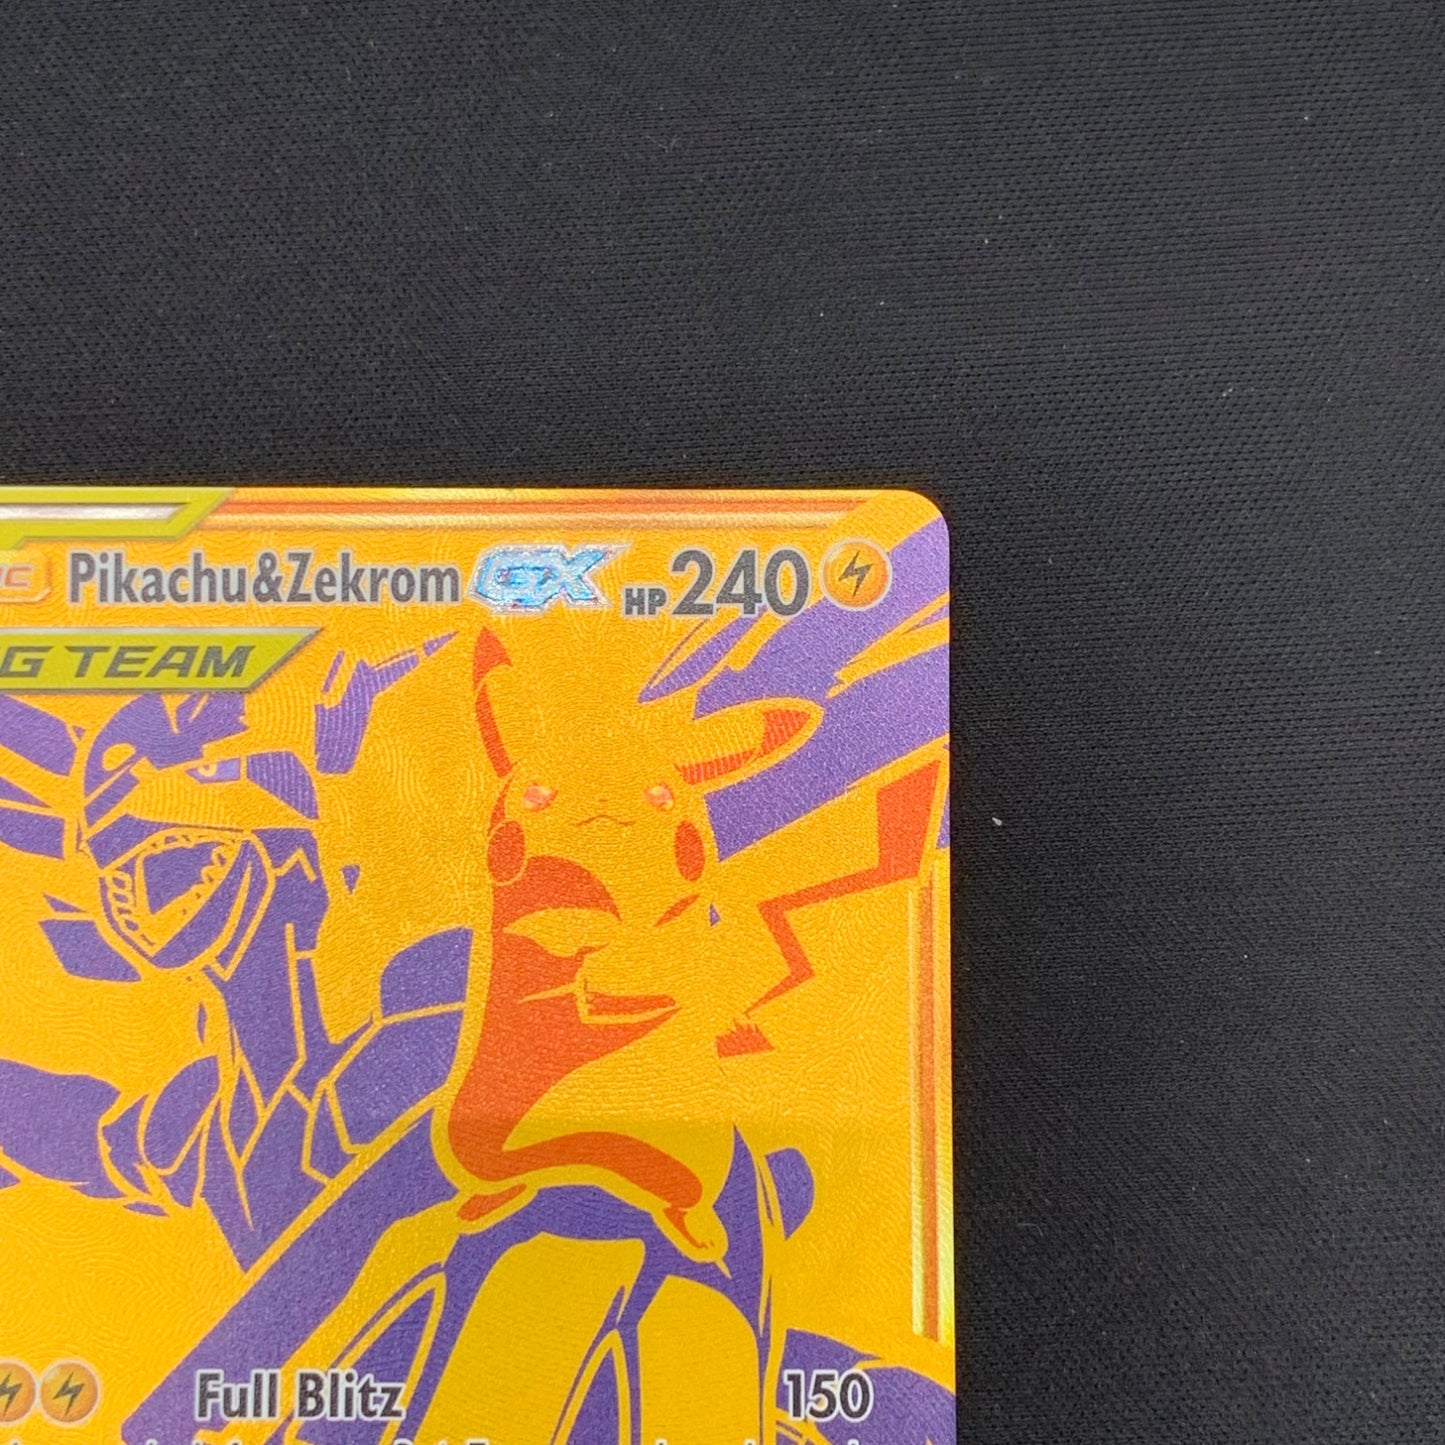 Pikachu&Zekrom GX HP 240
G TEAM
Full Blitz 150